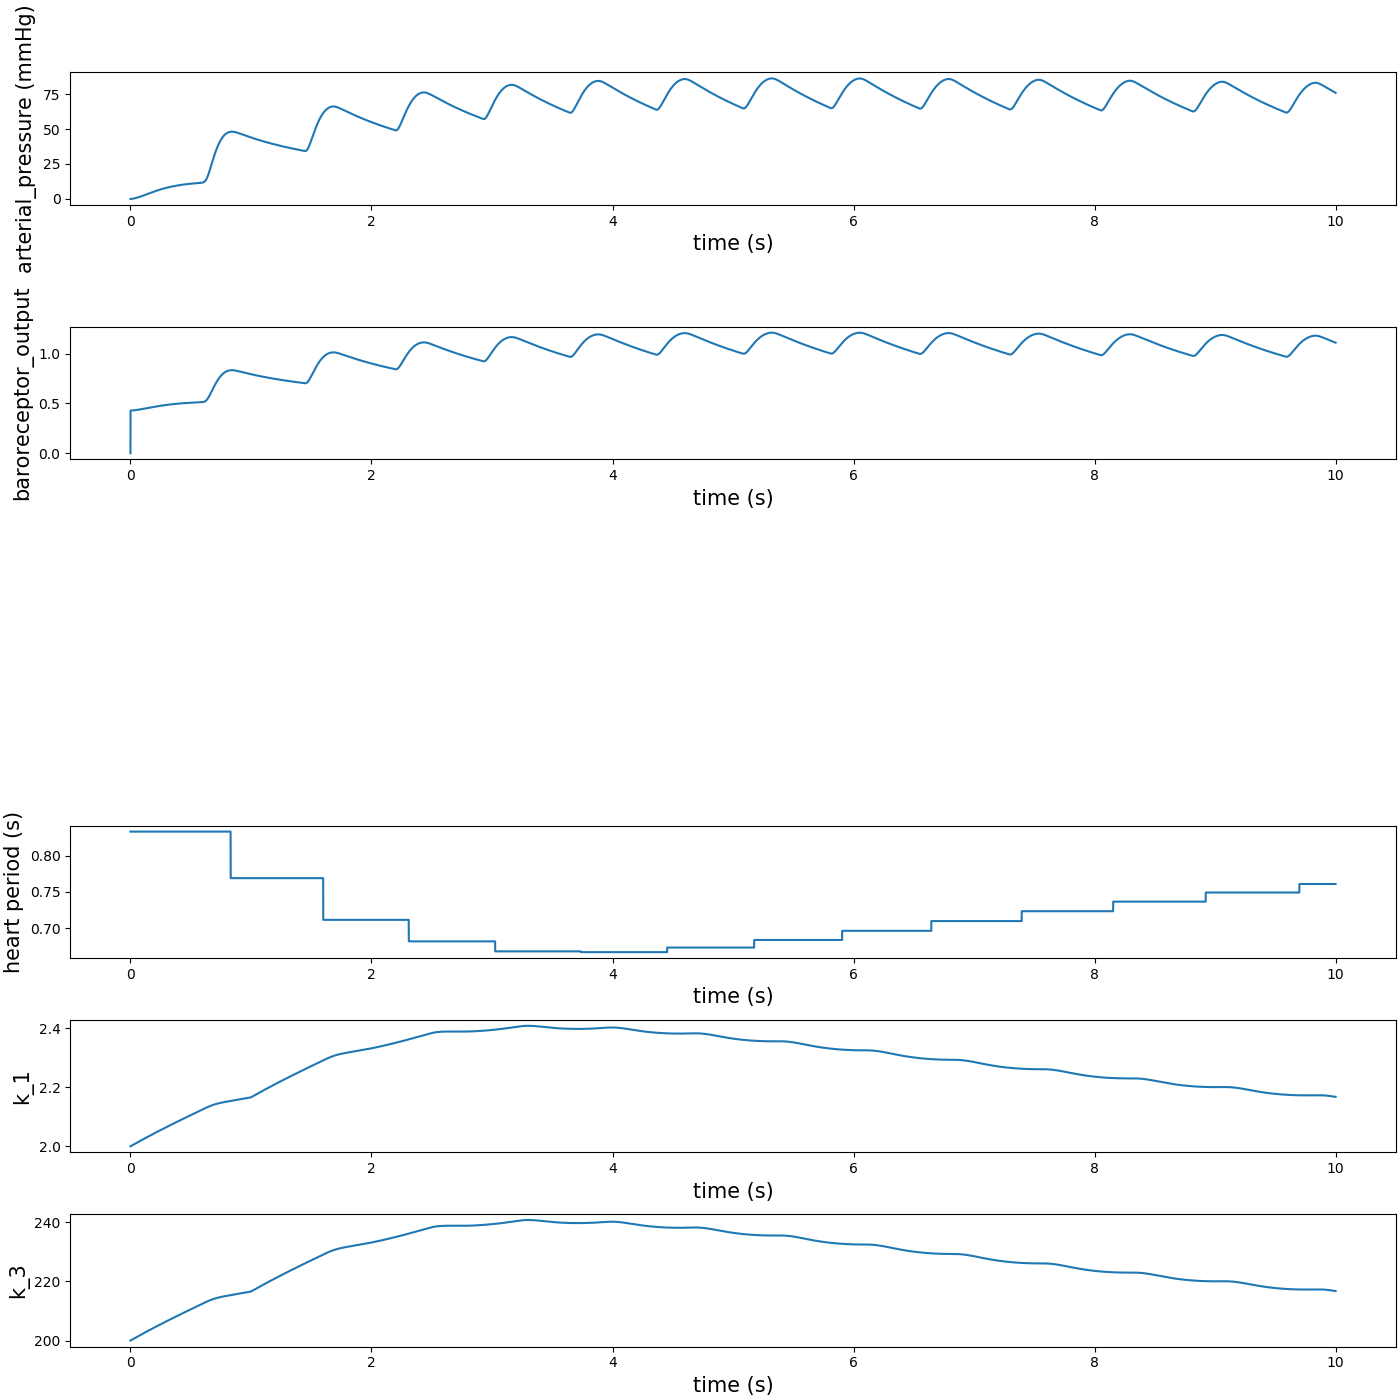 arterial_pressure (mmHg)
75
50
25
0
0 2 4 6 8 10
time (s)
baroreceptor_output
1.0
0.5
0.0
0 2 4 6 8 10
time (s)
heart period (s)
0.80
0.75
0.70
0 2 4 6 8 10
time (s)
k_1
2.4
2.2
2.0
0 2 4 6 8 10
time (s)
k_3
240
220
200
0 2 4 6 8 10
time (s)